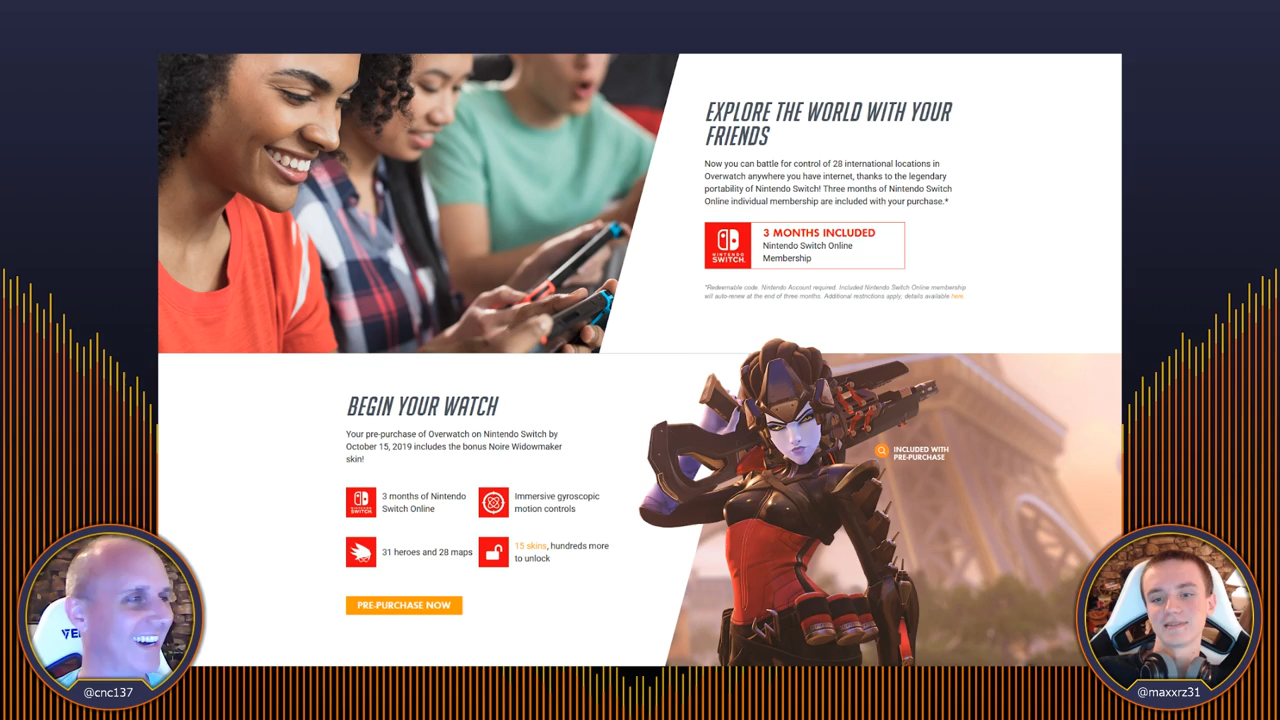 EXPLORE THE WORLD WITH YOUR
FRIENDS
Now you can battle for control of 28 international locations in
Overwatch anywhere you have internet, thanks to the legendary
portability of Nintendo Switch! Three months of Nintendo Switch
Online individual membership are included with your purchase.*
NINTENDO
SWITCH
3 MONTHS INCLUDED
Nintendo Switch Online
Membership
*Redeemable code. Nintendo Account required. Included Nintendo Switch Online membership
will auto-renew at the end of three months. Additional restrictions apply, details available here.
BEGIN YOUR WATCH
Your pre-purchase of Overwatch on Nintendo Switch by
October 15, 2019 includes the bonus Noire Widowmaker
skin!
INCLUDED WITH
PRE-PURCHASE
NINTENDO
SWITCH
3 months of Nintendo
Switch Online
Immersive gyroscopic
motion controls
31 heroes and 28 maps
15 skins, hundreds more
to unlock
PRE-PURCHASE NOW
@cnc137
@maxxrz31